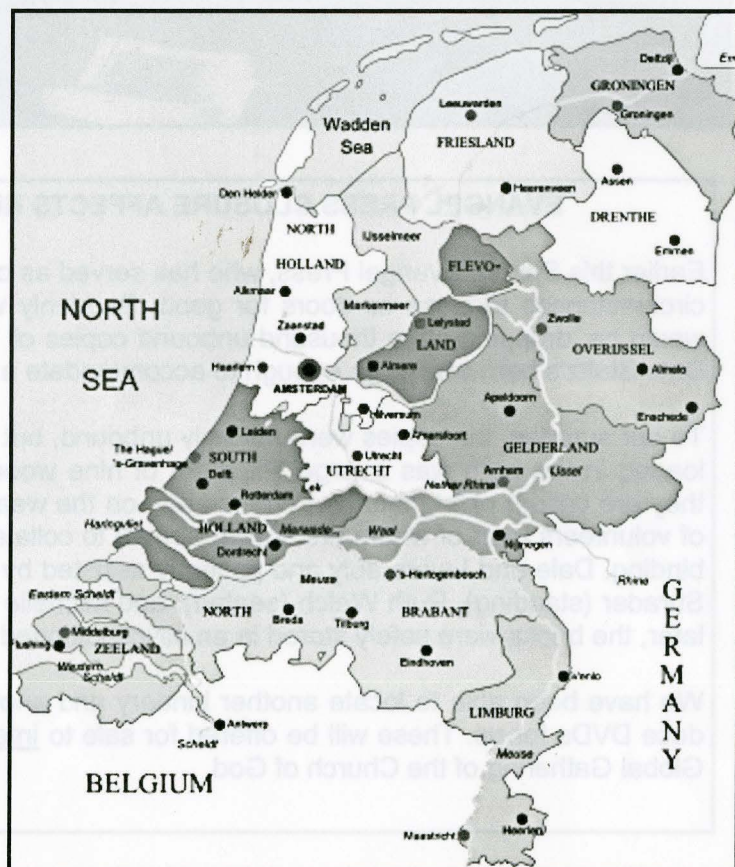 Delfzijl
GRONINGEN
Groningen
Leeuwarden
Wadden
Sea
FRIESLAND
Assen
Den Helder
Heerenveen
DRENTHE
NORTH
HOLLAND
IJsselmeer
Emmen
FLEVO-
Alkmaar
Markermeer
NORTH
SEA
Zaanstad
Lelystad
LAND
Zwolle
OVERIJSSEL
Haarlem
AMSTERDAM
Almere
Almelo
Hilversum
Apeldoorn
Enschede
Leiden
Amersfoort
GELDERLAND
The Hague/
's-Gravenhage
SOUTH
Utrecht
UTRECHT
Delft
Arnhem
IJssel
Rotterdam
Lek
Nether Rhine
Haringvliet
HOLLAND
Merwede
Waal
Dordrecht
Nijmegen
Rhine
Meuse
's-Hertogenbosch
Eastern Scheldt
NORTH
BRABANT
Breda
Tilburg
Middelburg
ZEELAND
Western
Scheldt
Eindhoven
Venlo
GERMANY
LIMBURG
Antwerp
Scheldt
Meuse
BELGIUM
Maastricht
Heerlen